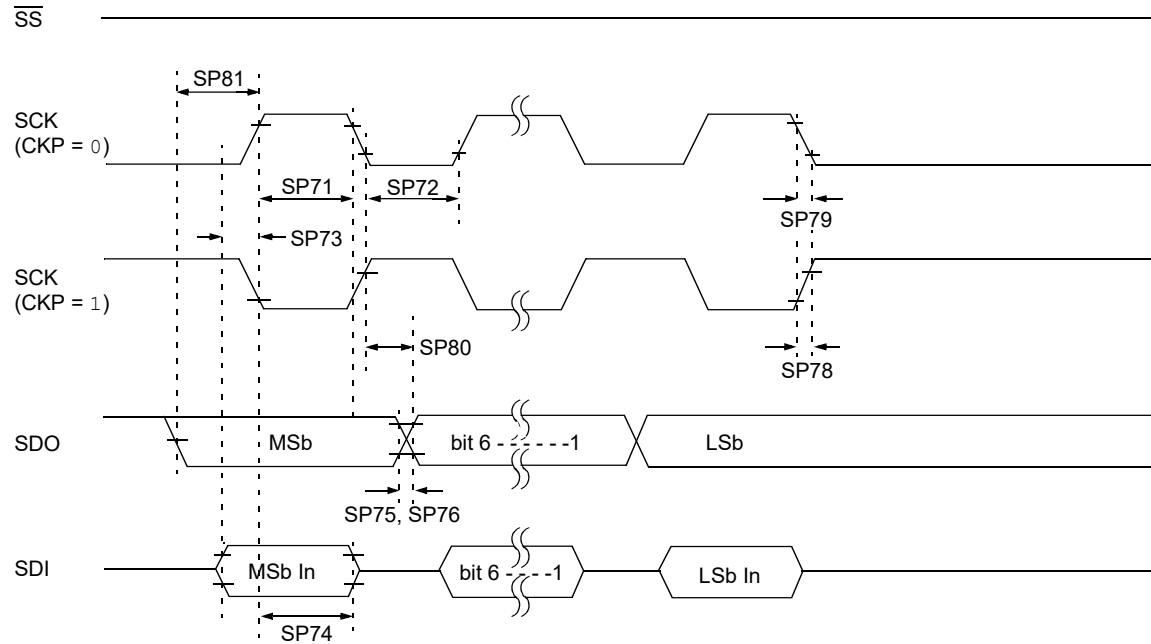 SS
SP81
SCK
(CKP = 0)
SP71
SP72
SP79
SP73
SCK
(CKP = 1)
SP80
SP78
SDO
MSb
bit 6 - - - - - - -1
LSb
SP75, SP76
SDI
MSb In
bit 6 - - - - -1
LSb In
SP74